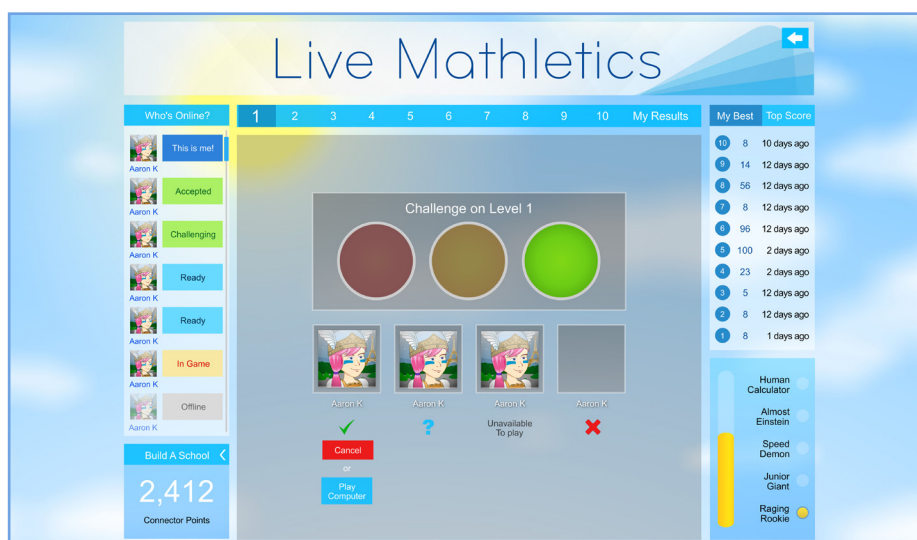 Live Mathletics
Who's Online?
This is me!
Aaron K
Accepted
Aaron K
Challenging
Aaron K
Ready
Aaron K
Ready
Aaron K
In Game
Aaron K
Offline
Aaron K
Build A School
2,412
Connector Points
1 2 3 4 5 6 7 8 9 10 My Results
Challenge on Level 1
Aaron K Aaron K Aaron K Aaron K
?
Unavailable
To play
Cancel
or
Play
Computer
My Best Top Score
10 8 10 days ago
9 14 12 days ago
8 56 12 days ago
7 8 12 days ago
6 96 12 days ago
5 100 2 days ago
4 23 2 days ago
3 5 12 days ago
2 8 12 days ago
1 8 1 days ago
Human
Calculator
Almost
Einstein
Speed
Demon
Junior
Giant
Raging
Rookie